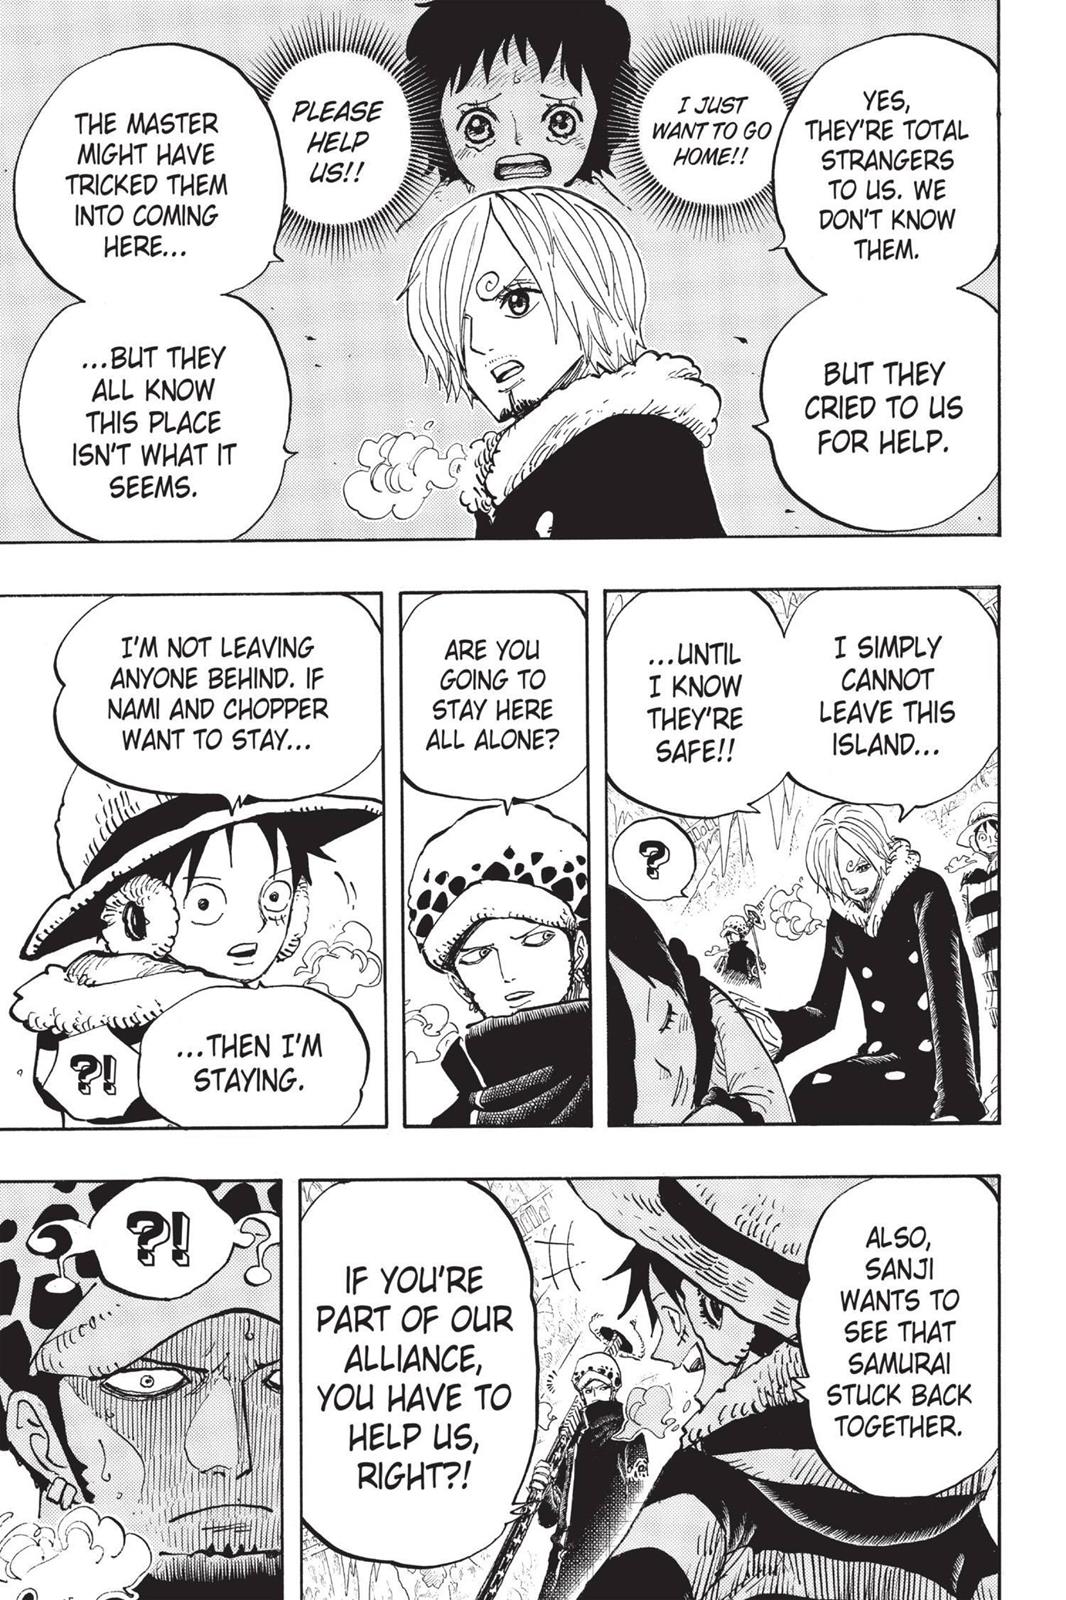 YES,
THEY'RE TOTAL
STRANGERS
TO US. WE
DON'T KNOW
THEM.
BUT THEY
CRIED TO US
FOR HELP.
I JUST
WANT TO GO
HOME!!
PLEASE
HELP
US!!
THE MASTER
MIGHT HAVE
TRICKED THEM
INTO COMING
HERE...
...BUT THEY
ALL KNOW
THIS PLACE
ISN'T WHAT IT
SEEMS.
I SIMPLY
CANNOT
LEAVE THIS
ISLAND...
...UNTIL
I KNOW
THEY'RE
SAFE!!
?
ARE YOU
GOING TO
STAY HERE
ALL ALONE?
I'M NOT LEAVING
ANYONE BEHIND. IF
NAMI AND CHOPPER
WANT TO STAY...
...THEN I'M
STAYING.
?!
ALSO,
SANJI
WANTS TO
SEE THAT
SAMURAI
STUCK BACK
TOGETHER.
IF YOU'RE
PART OF OUR
ALLIANCE,
YOU HAVE TO
HELP US,
RIGHT?!
?!